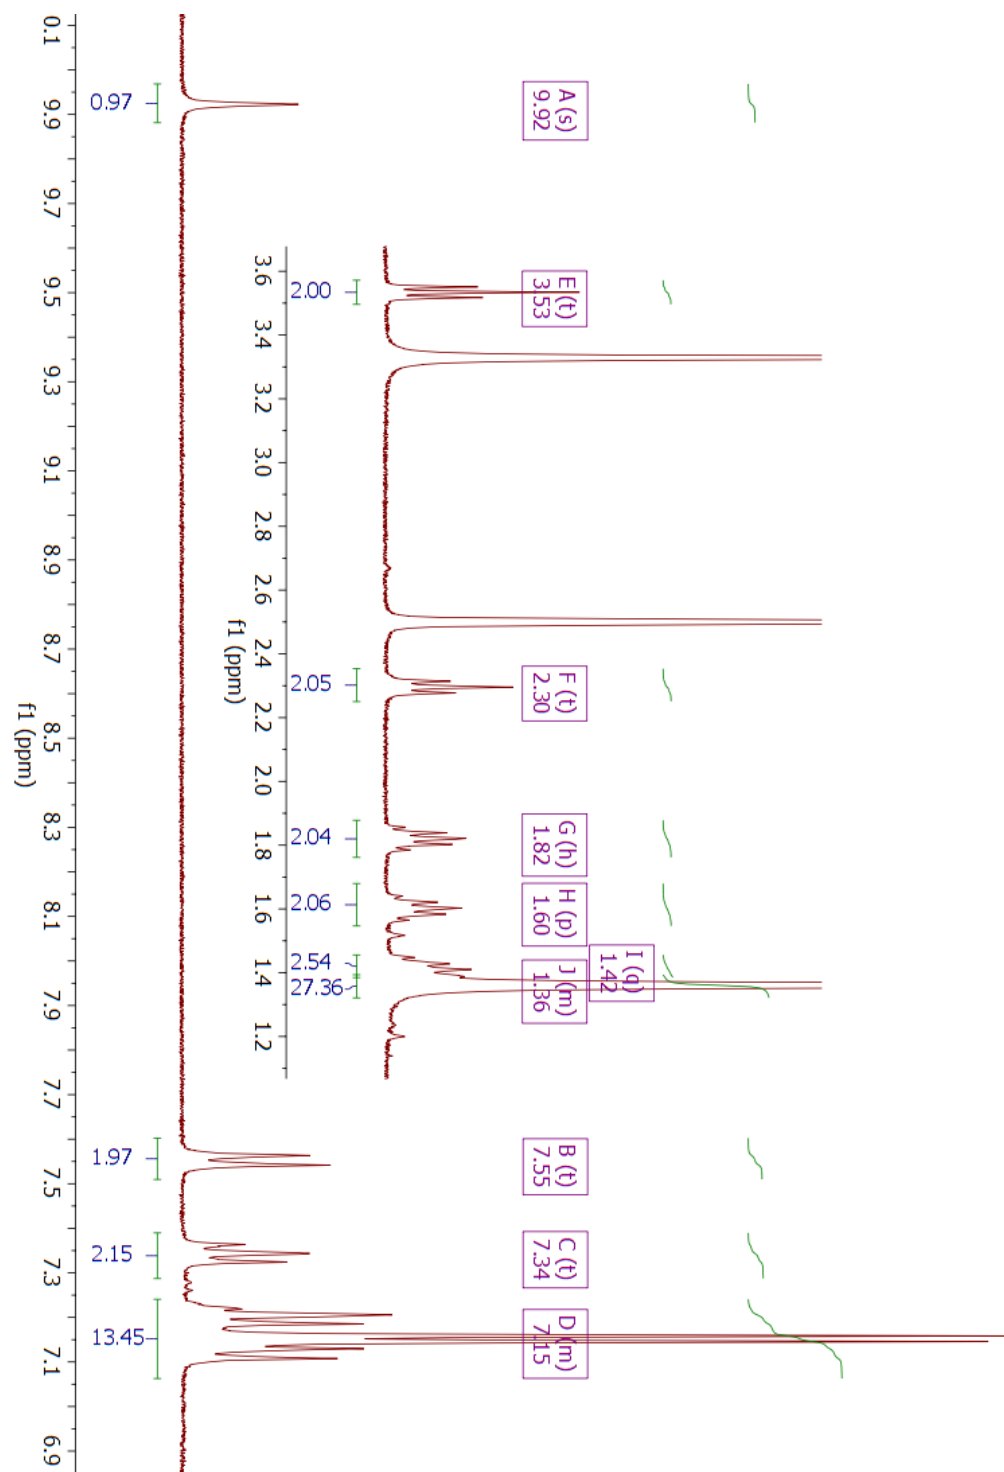 A (s)
9.92
E (t)
3.53
F (t)
2.30
G (h)
1.82
H (p)
1.60
I (q)
1.42
J (m)
1.36
B (t)
7.55
C (t)
7.34
D (m)
7.15
2.00
2.05
2.04
2.06
2.54
27.36
3.6 3.4 3.2 3.0 2.8 2.6 2.4 2.2 2.0 1.8 1.6 1.4 1.2
f1 (ppm)
0.97
1.97
2.15
13.45
0.1 9.9 9.7 9.5 9.3 9.1 8.9 8.7 8.5 8.3 8.1 7.9 7.7 7.5 7.3 7.1 6.9
f1 (ppm)